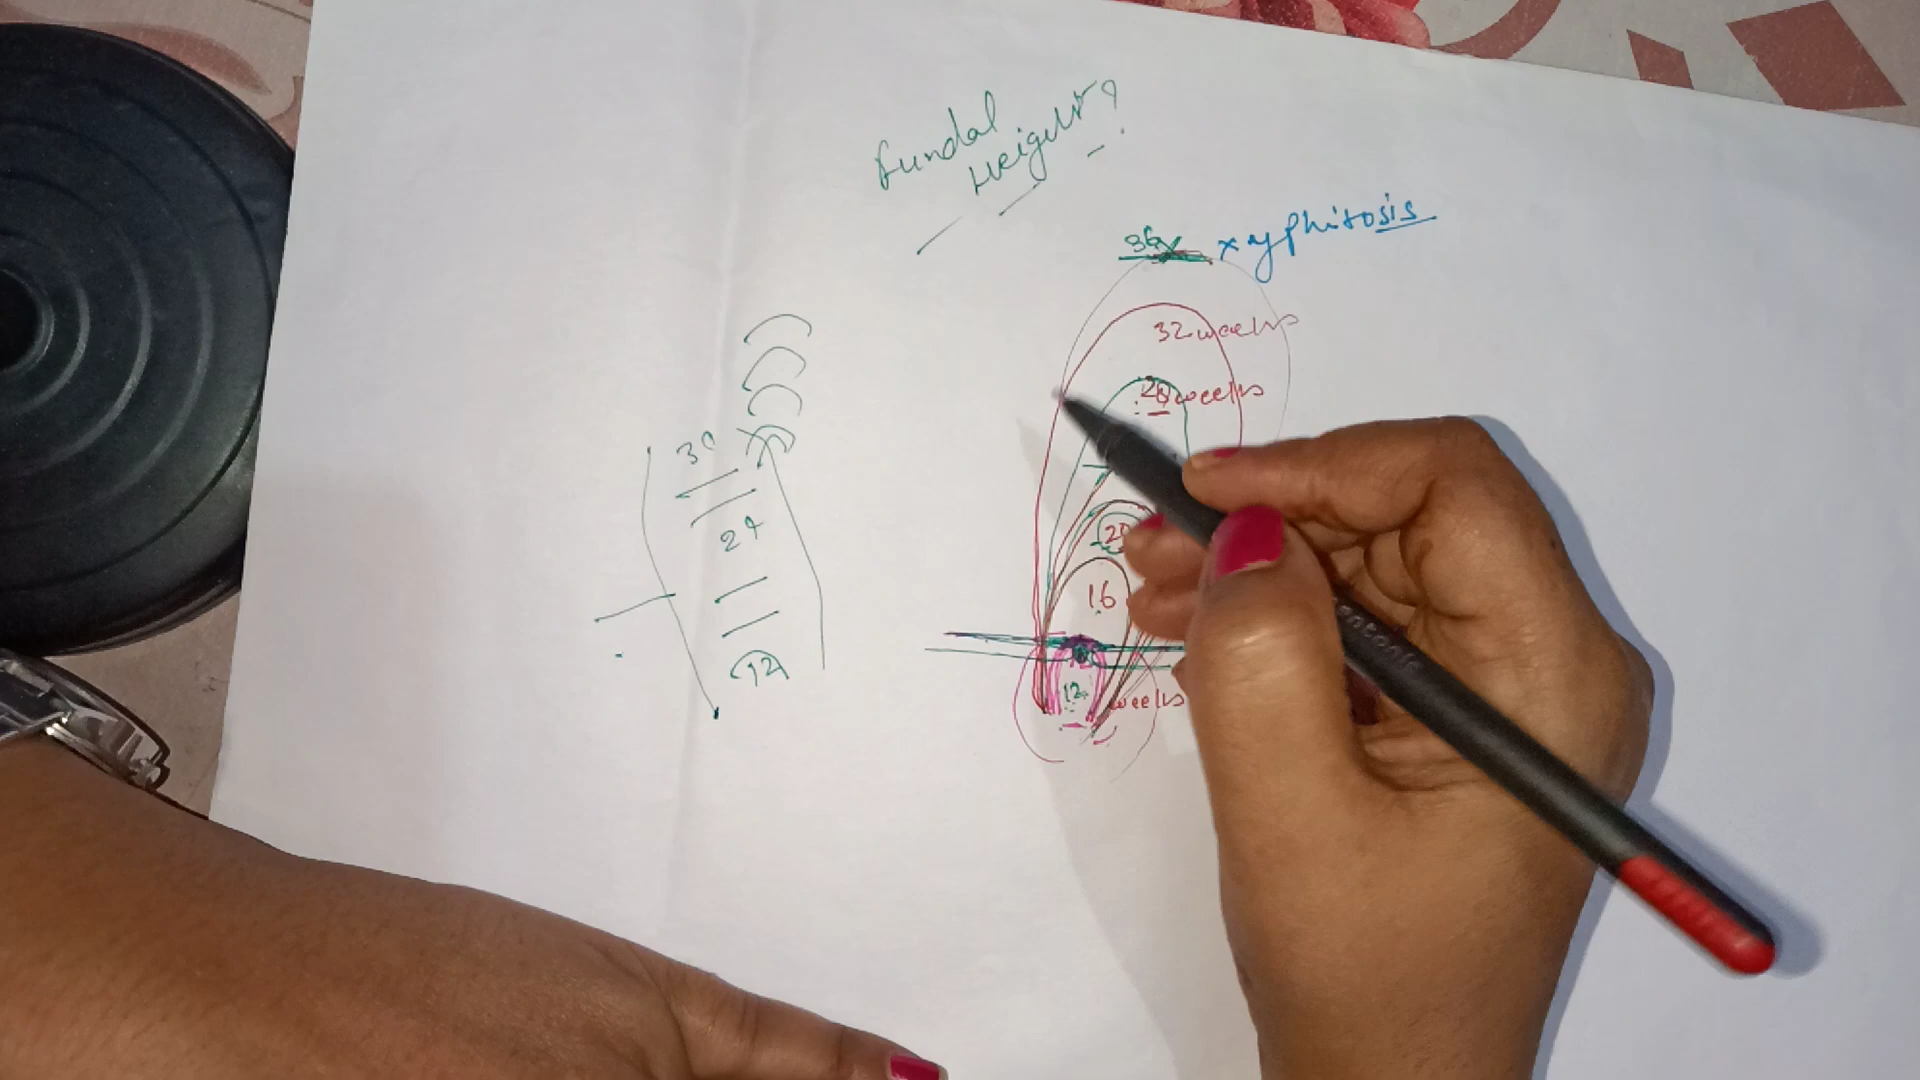 Fundal
Height?
36
xyphitosis
32 weeks
28 weeks
20
16
12 weeks
30
24
12